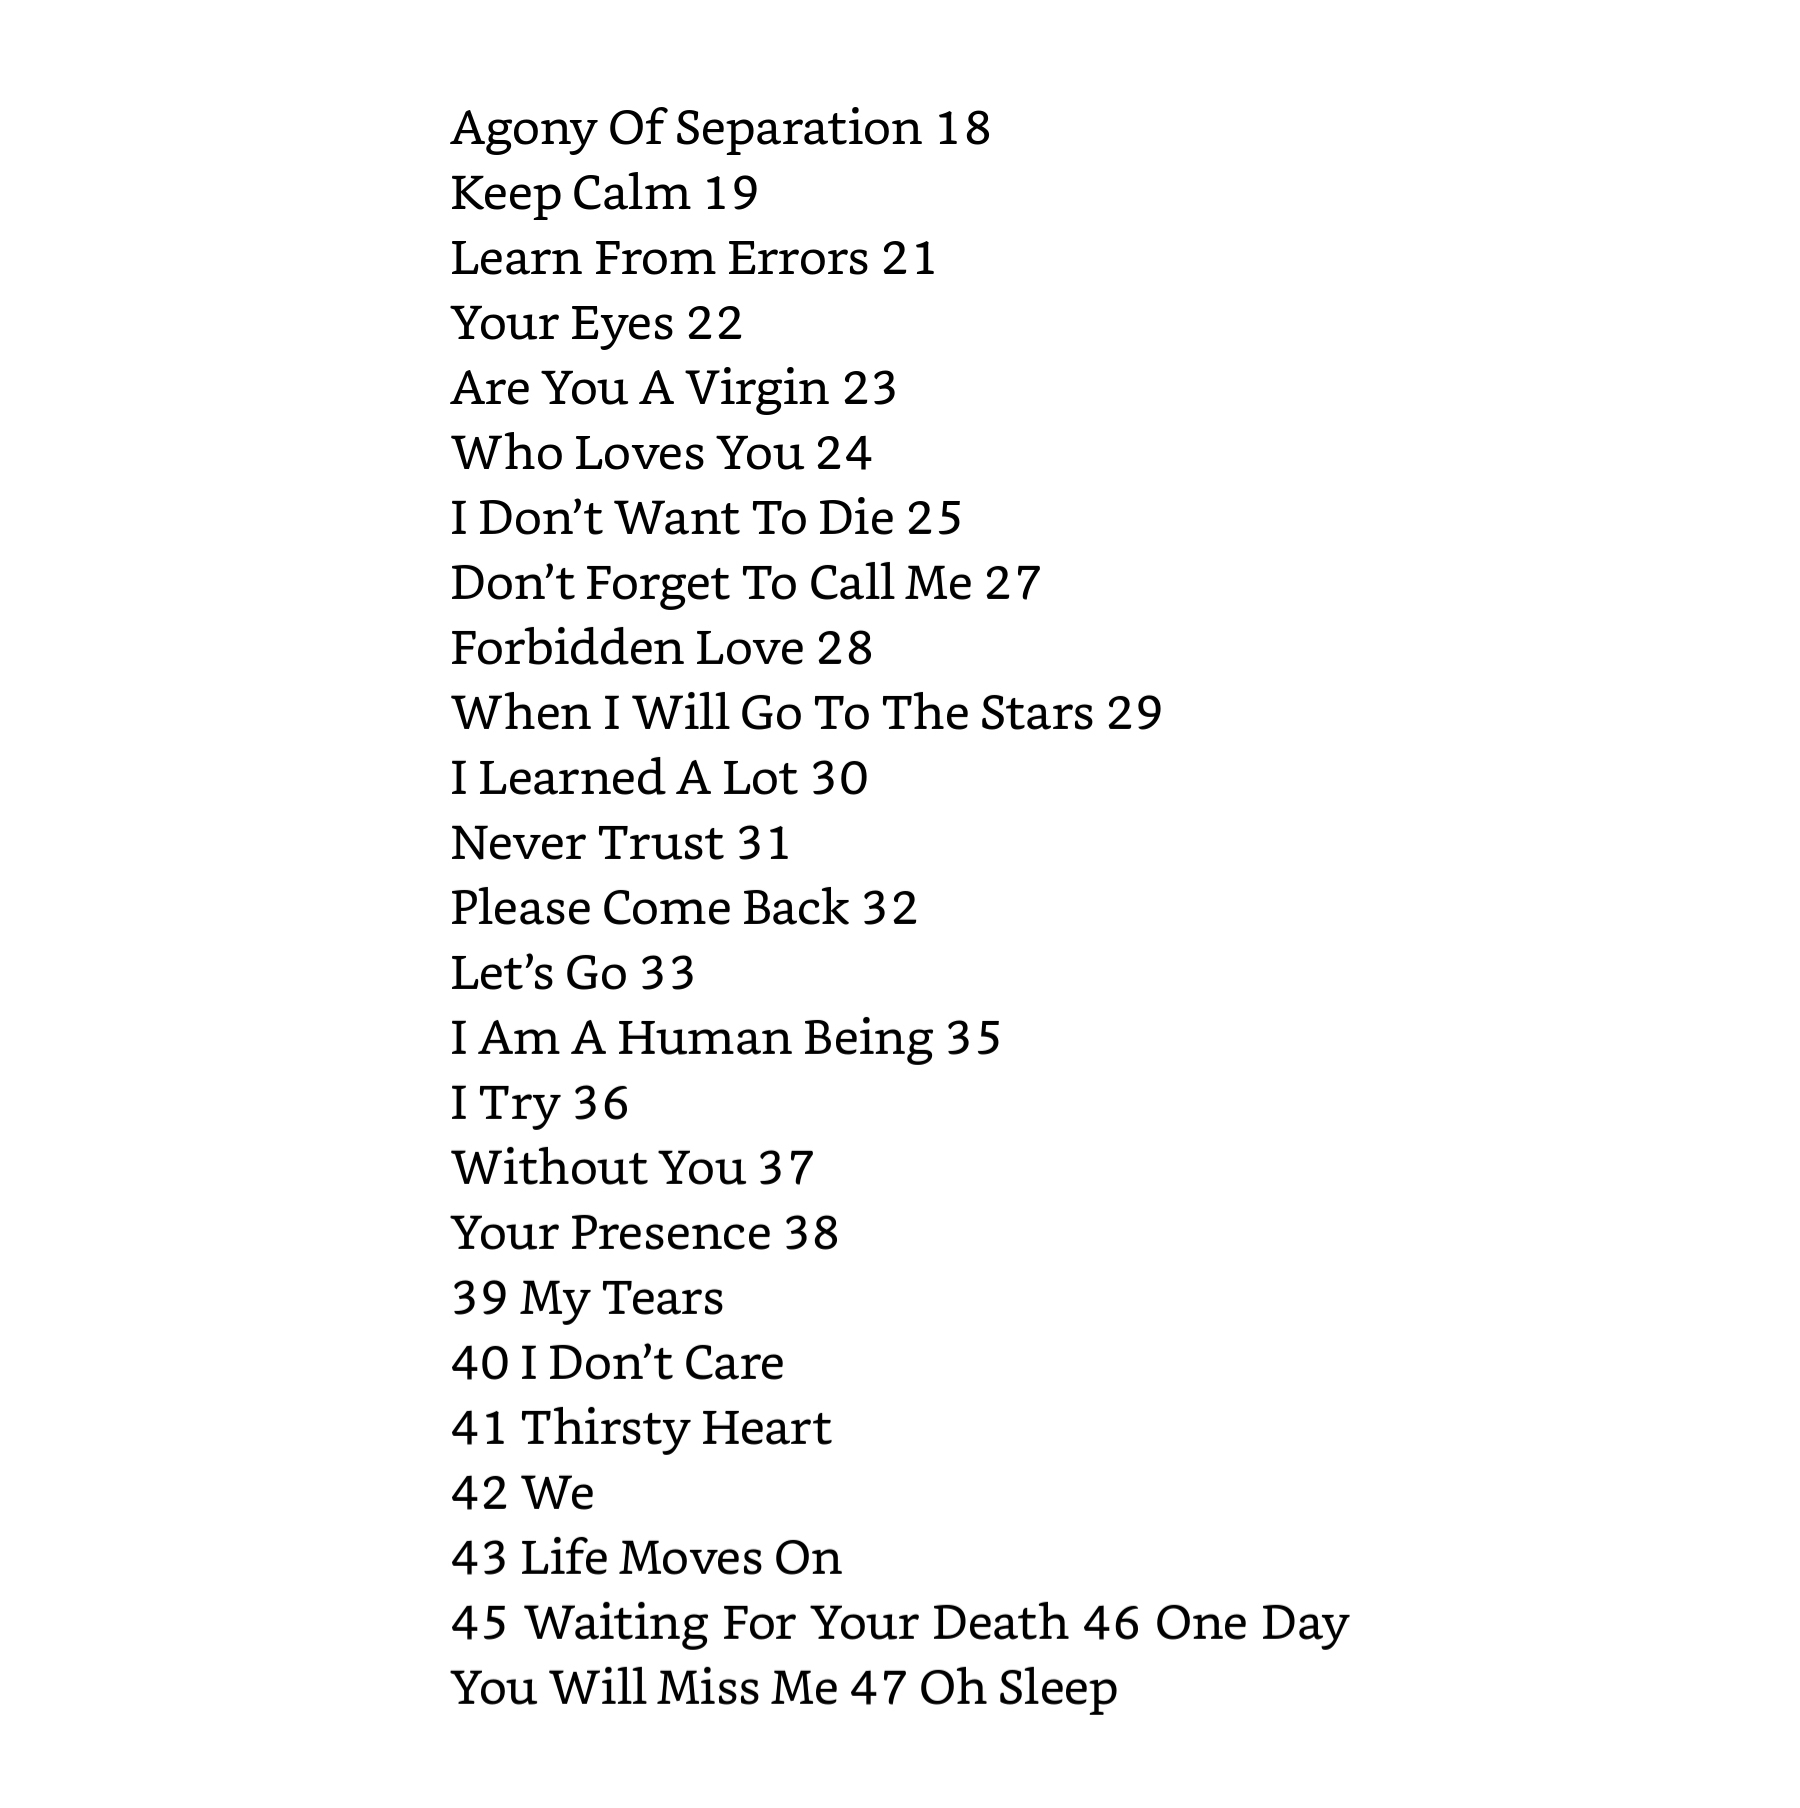 Agony Of Separation 18
Keep Calm 19
Learn From Errors 21
Your Eyes 22
Are You A Virgin 23
Who Loves You 24
I Don’t Want To Die 25
Don’t Forget To Call Me 27
Forbidden Love 28
When I Will Go To The Stars 29
I Learned A Lot 30
Never Trust 31
Please Come Back 32
Let’s Go 33
I Am A Human Being 35
I Try 36
Without You 37
Your Presence 38
39 My Tears
40 I Don’t Care
41 Thirsty Heart
42 We
43 Life Moves On
45 Waiting For Your Death 46 One Day
You Will Miss Me 47 Oh Sleep